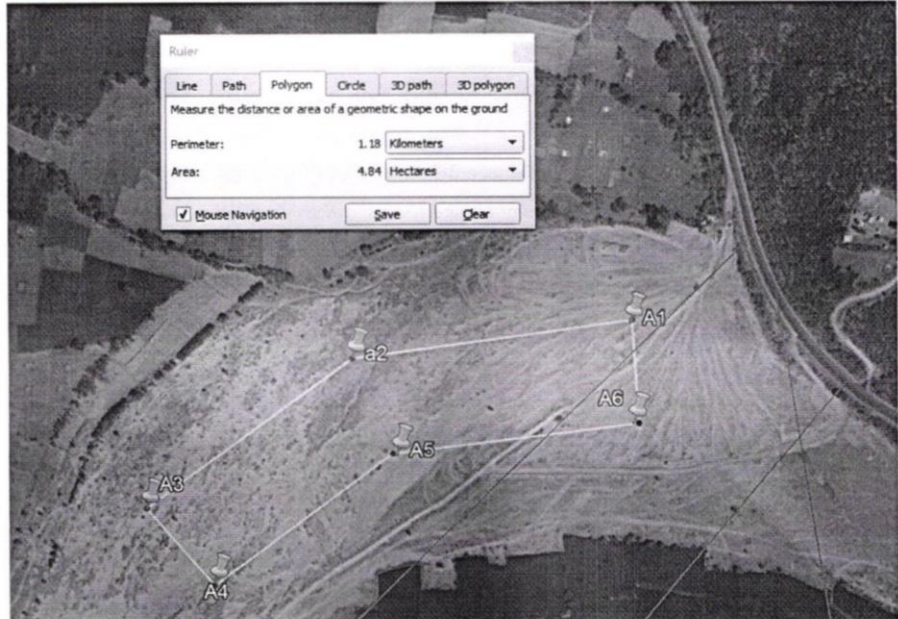 Ruler
Line Path Polygon Circle 3D path 3D polygon
Measure the distance or area of a geometric shape on the ground
Perimeter: 1.18 Kilometers
Area: 4.84 Hectares
Mouse Navigation Save Clear
A1
a2
A6
A5
A3
A4